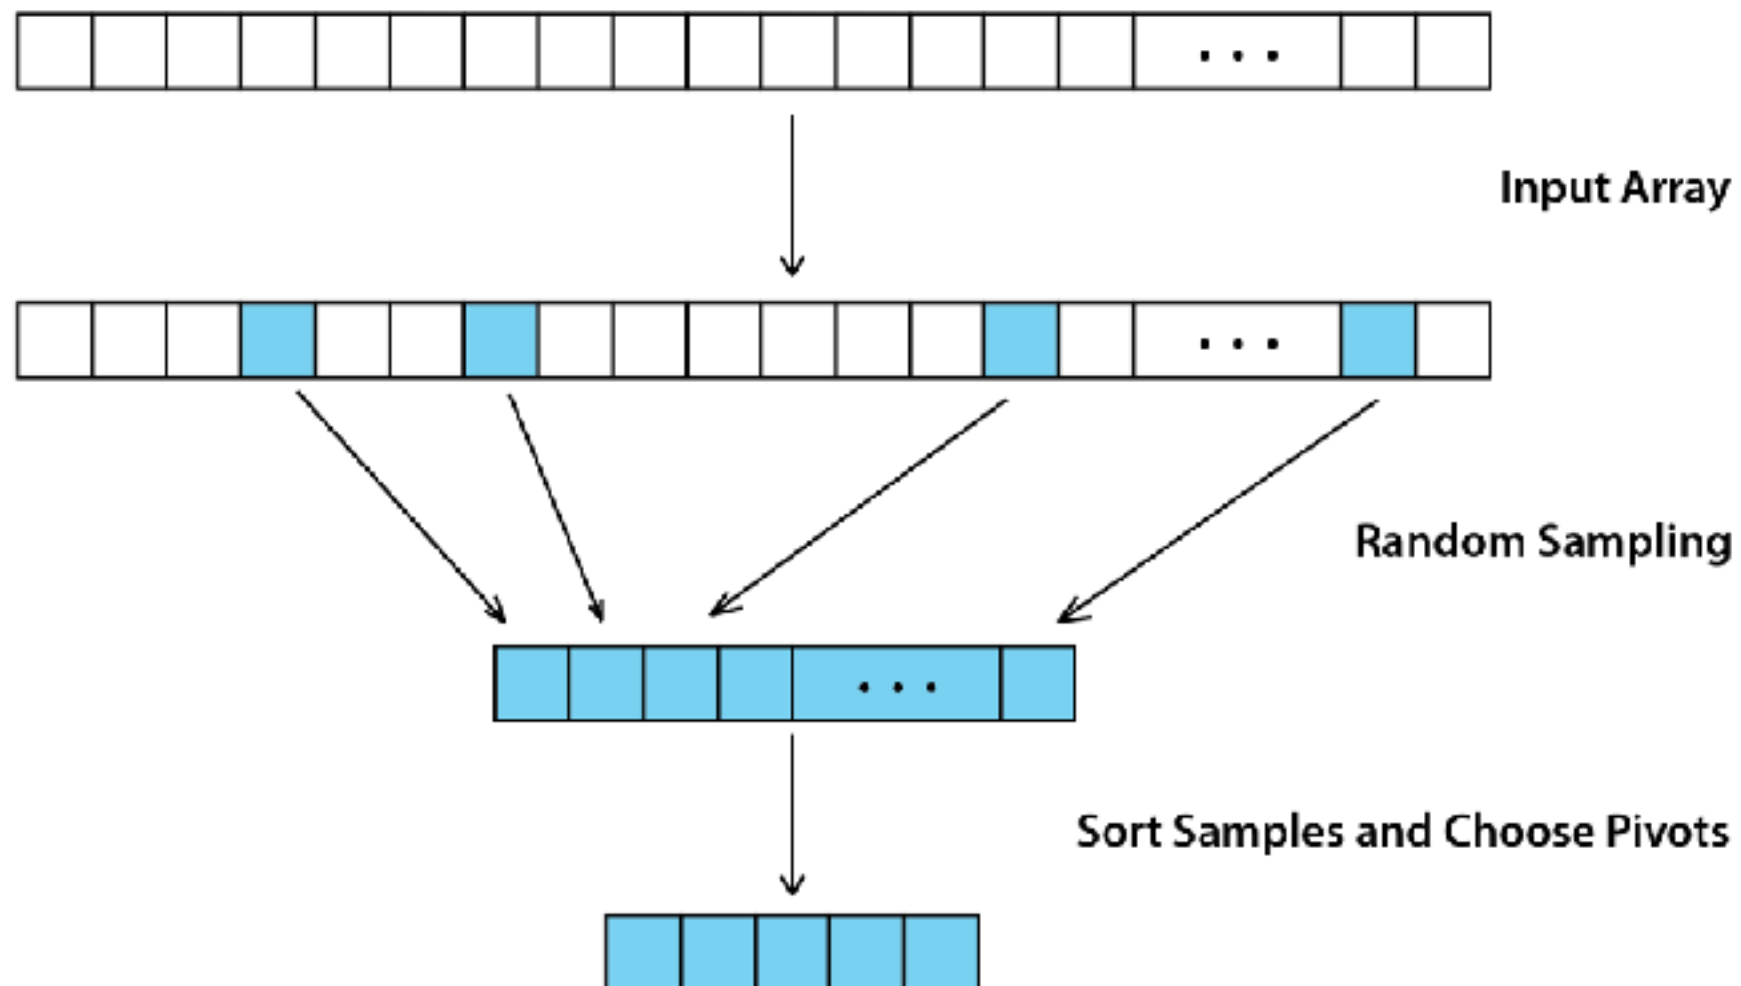 . . .
Input Array
. . .
Random Sampling
. . .
Sort Samples and Choose Pivots